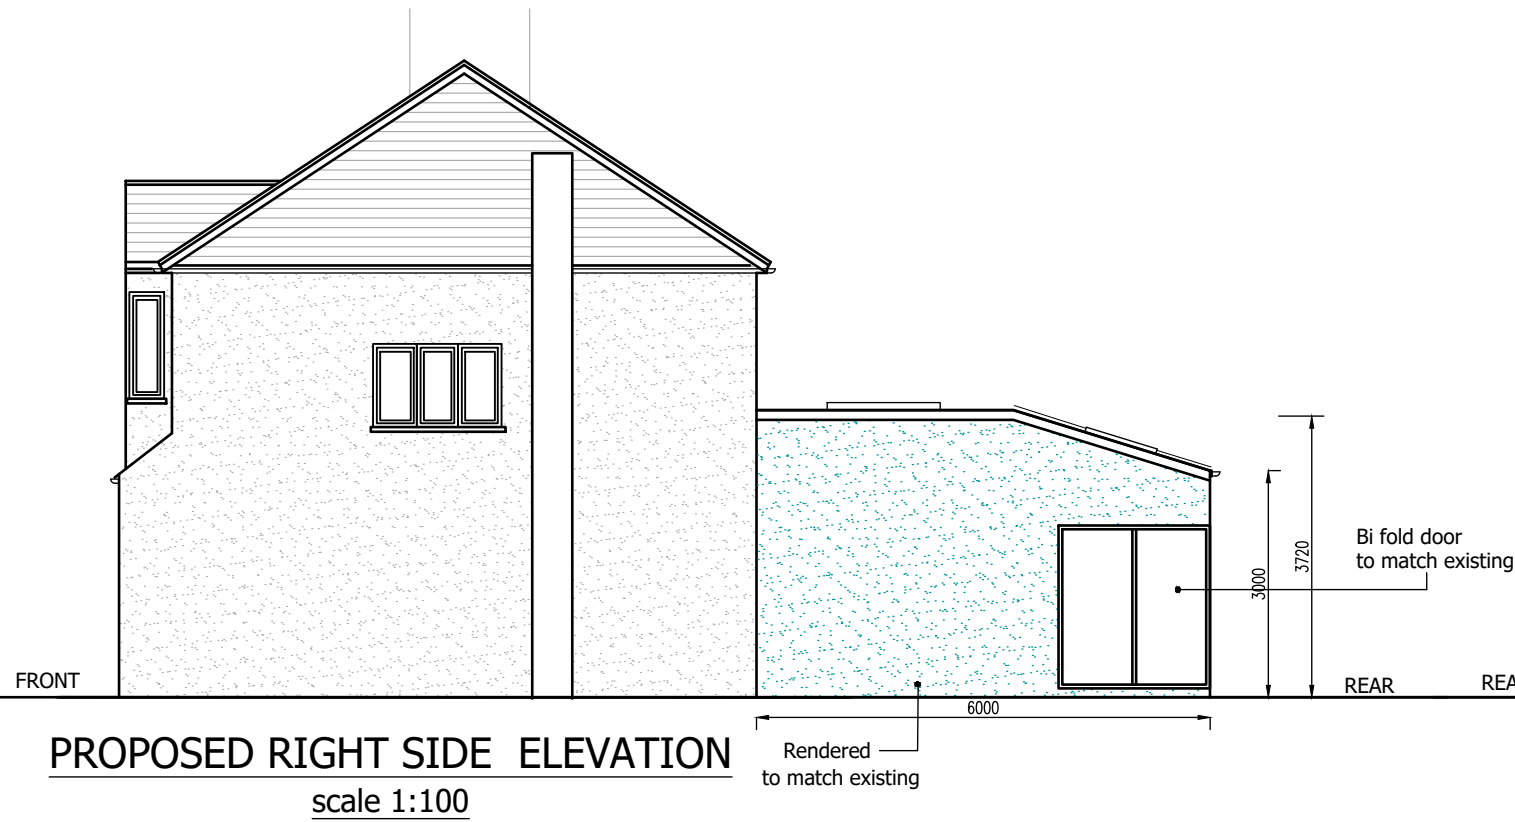 Bi fold door
to match existing
3720
3000
FRONT
REAR
REA
6000
PROPOSED RIGHT SIDE ELEVATION
scale 1:100
Rendered
to match existing